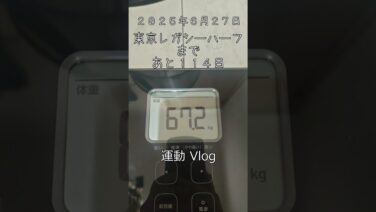 2025年6月27日
東京レガシーハーフ
まで
あと114日
体重
67.2
kg
運動 Vlog
kg